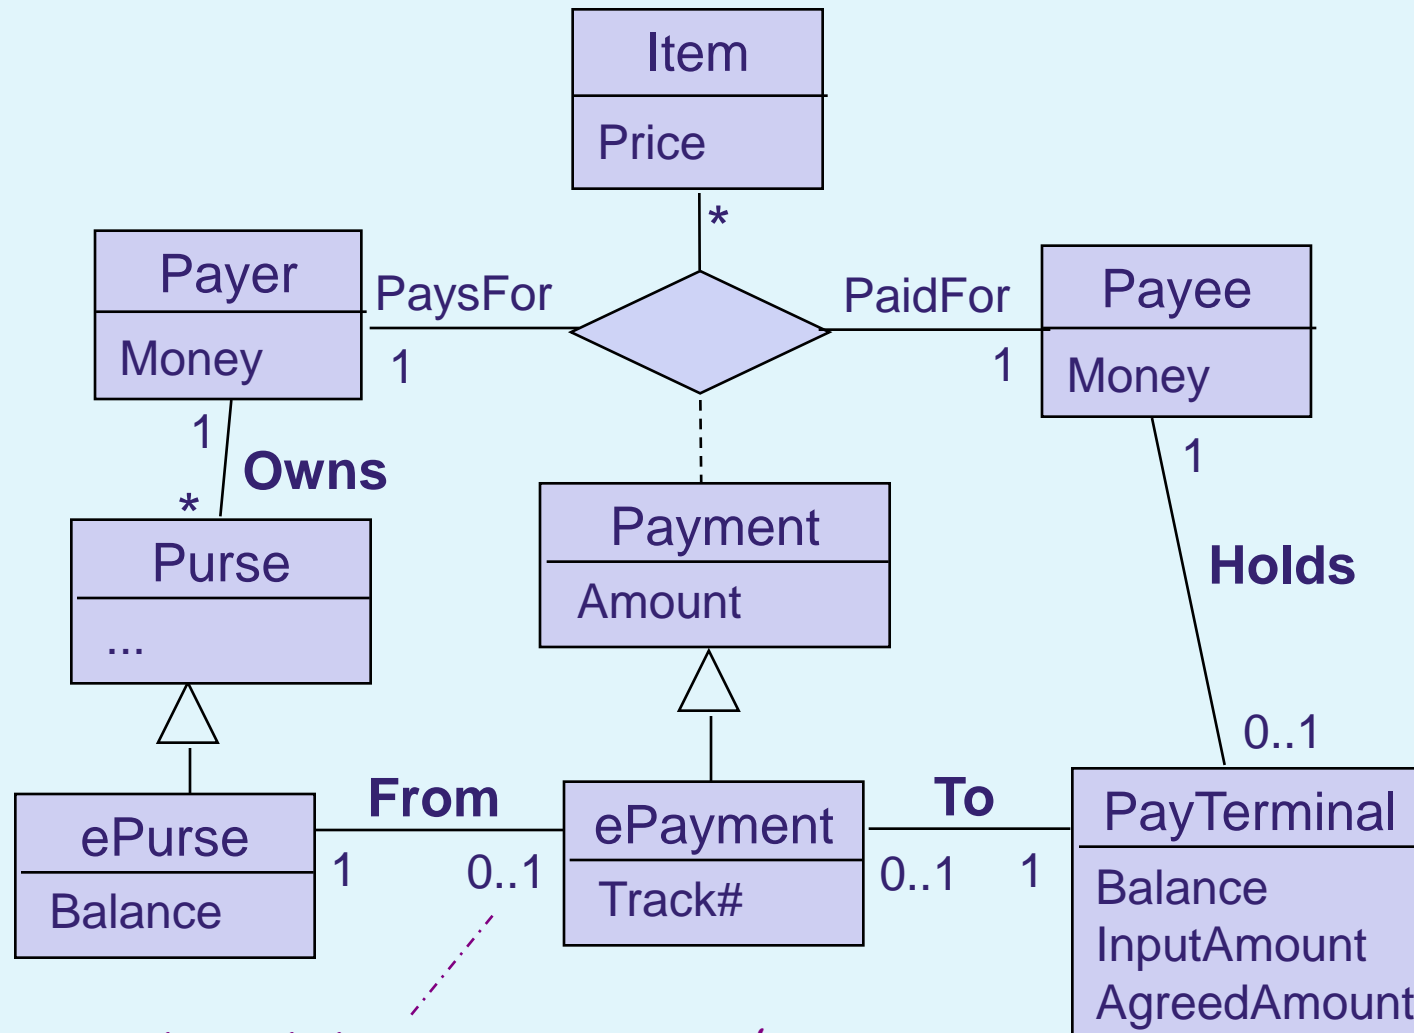 Item
Price
*
Payer
Money
PaysFor
1
PaidFor
1
Payee
Money
1
Owns
*
Purse
...
Payment
Amount
1
Holds
0..1
ePurse
Balance
From
1
0..1
ePayment
Track#
To
0..1
1
PayTerminal
Balance
InputAmount
AgreedAmount